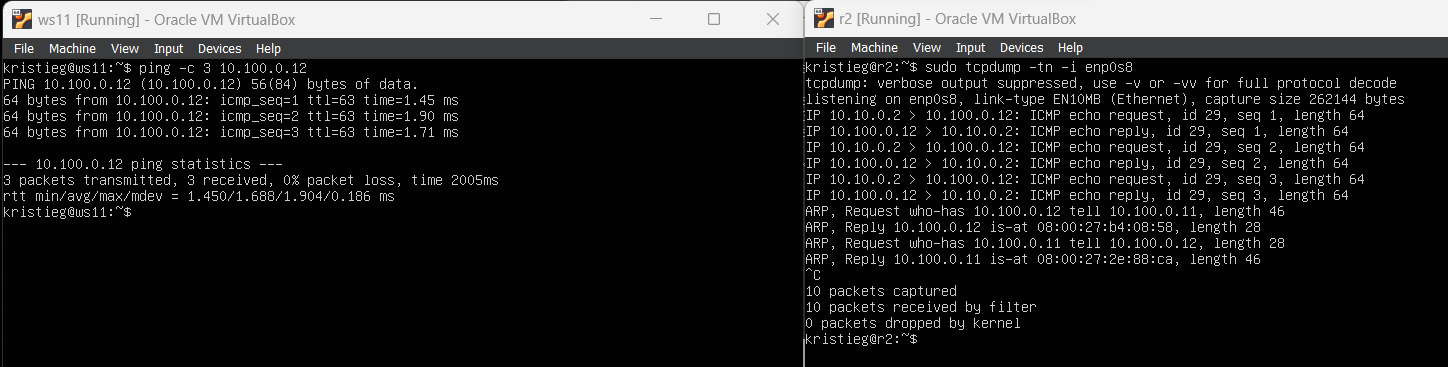 ws11 [Running] - Oracle VM VirtualBox
File Machine View Input Devices Help
kristieg@ws11:~$ ping -c 3 10.100.0.12
PING 10.100.0.12 (10.100.0.12) 56(84) bytes of data.
64 bytes from 10.100.0.12: icmp_seq=1 ttl=63 time=1.45 ms
64 bytes from 10.100.0.12: icmp_seq=2 ttl=63 time=1.90 ms
64 bytes from 10.100.0.12: icmp_seq=3 ttl=63 time=1.71 ms
--- 10.100.0.12 ping statistics ---
3 packets transmitted, 3 received, 0% packet loss, time 2005ms
rtt min/avg/max/mdev = 1.450/1.688/1.904/0.186 ms
kristieg@ws11:~$
r2 [Running] - Oracle VM VirtualBox
File Machine View Input Devices Help
kristieg@r2:~$ sudo tcpdump -tn -i enp0s8
tcpdump: verbose output suppressed, use -v or -vv for full protocol decode
listening on enp0s8, link-type EN10MB (Ethernet), capture size 262144 bytes
IP 10.10.0.2 > 10.100.0.12: ICMP echo request, id 29, seq 1, length 64
IP 10.100.0.12 > 10.10.0.2: ICMP echo reply, id 29, seq 1, length 64
IP 10.10.0.2 > 10.100.0.12: ICMP echo request, id 29, seq 2, length 64
IP 10.100.0.12 > 10.10.0.2: ICMP echo reply, id 29, seq 2, length 64
IP 10.10.0.2 > 10.100.0.12: ICMP echo request, id 29, seq 3, length 64
IP 10.100.0.12 > 10.10.0.2: ICMP echo reply, id 29, seq 3, length 64
ARP, Request who-has 10.100.0.12 tell 10.100.0.11, length 46
ARP, Reply 10.100.0.12 is-at 08:00:27:b4:08:58, length 28
ARP, Request who-has 10.100.0.11 tell 10.100.0.12, length 28
ARP, Reply 10.100.0.11 is-at 08:00:27:2e:88:ca, length 46
^C
10 packets captured
10 packets received by filter
0 packets dropped by kernel
kristieg@r2:~$